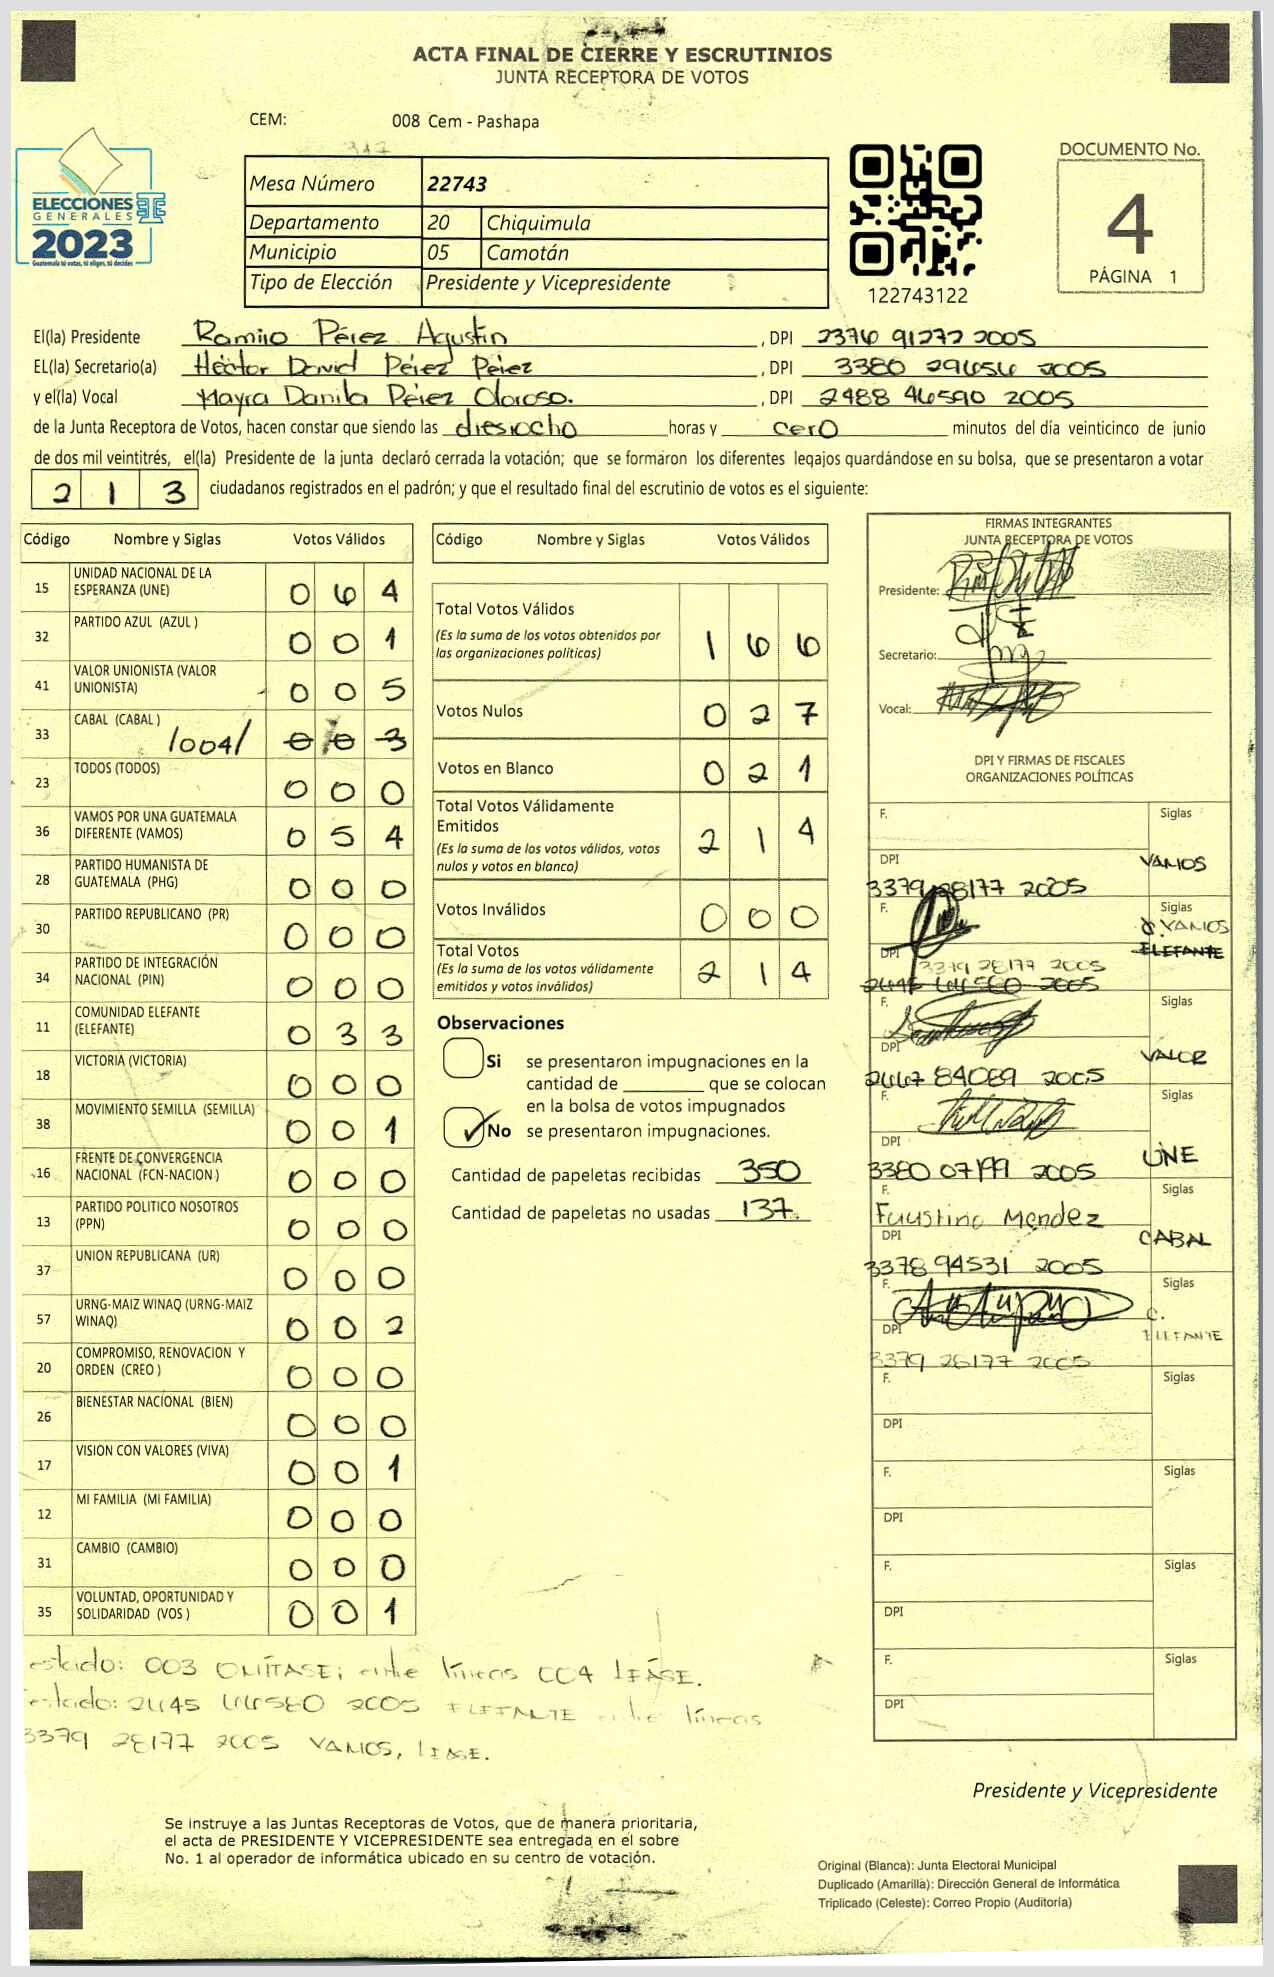 ACTA FINAL DE CIERRE Y ESCRUTINIOS
JUNTA RECEPTORA DE VOTOS
CEM: 008 Cem - Pashapa
ELECCIONES
GENERALES
2023
Guatemala tú votas, tú eliges, tú decides
Mesa Número 22743
Departamento 20 Chiquimula
Municipio 05 Camotán
Tipo de Elección Presidente y Vicepresidente
122743122
DOCUMENTO No.
4
PÁGINA 1
El(la) Presidente Ramiro Pérez Agustin , DPI 2376 91272 2005
EL(la) Secretario(a) Héctor David Pérez Pérez , DPI 3380 29656 2005
y el(la) Vocal Mayra Danila Pérez Oloroso. , DPI 2488 46590 2005
de la Junta Receptora de Votos, hacen constar que siendo las diesiocho horas y cero minutos del día veinticinco de junio
de dos mil veintitrés, el(la) Presidente de la junta declaró cerrada la votación; que se formaron los diferentes legajos guardándose en su bolsa, que se presentaron a votar
2 1 3 ciudadanos registrados en el padrón; y que el resultado final del escrutinio de votos es el siguiente:
Código Nombre y Siglas Votos Válidos
15 UNIDAD NACIONAL DE LA ESPERANZA (UNE) 0 6 4
32 PARTIDO AZUL (AZUL ) 0 0 1
41 VALOR UNIONISTA (VALOR UNIONISTA) 0 0 5
33 CABAL (CABAL ) /004/ 0 0 3
23 TODOS (TODOS) 0 0 0
36 VAMOS POR UNA GUATEMALA DIFERENTE (VAMOS) 0 5 4
28 PARTIDO HUMANISTA DE GUATEMALA (PHG) 0 0 0
30 PARTIDO REPUBLICANO (PR) 0 0 0
34 PARTIDO DE INTEGRACIÓN NACIONAL (PIN) 0 0 0
11 COMUNIDAD ELEFANTE (ELEFANTE) 0 3 3
18 VICTORIA (VICTORIA) 0 0 0
38 MOVIMIENTO SEMILLA (SEMILLA) 0 0 1
16 FRENTE DE CONVERGENCIA NACIONAL (FCN-NACION ) 0 0 0
13 PARTIDO POLITICO NOSOTROS (PPN) 0 0 0
37 UNION REPUBLICANA (UR) 0 0 0
57 URNG-MAIZ WINAQ (URNG-MAIZ WINAQ) 0 0 2
20 COMPROMISO, RENOVACION Y ORDEN (CREO ) 0 0 0
26 BIENESTAR NACIONAL (BIEN) 0 0 0
17 VISION CON VALORES (VIVA) 0 0 1
12 MI FAMILIA (MI FAMILIA) 0 0 0
31 CAMBIO (CAMBIO) 0 0 0
35 VOLUNTAD, OPORTUNIDAD Y SOLIDARIDAD (VOS ) 0 0 1
Código Nombre y Siglas Votos Válidos
Total Votos Válidos 1 6 6
(Es la suma de los votos obtenidos por
las organizaciones políticas)
Votos Nulos 0 2 7
Votos en Blanco 0 2 1
Total Votos Válidamente
Emitidos 2 1 4
(Es la suma de los votos válidos, votos
nulos y votos en blanco)
Votos Inválidos 0 0 0
Total Votos 2 1 4
(Es la suma de los votos válidamente
emitidos y votos inválidos)
Observaciones
Si se presentaron impugnaciones en la
cantidad de ________ que se colocan
en la bolsa de votos impugnados
No se presentaron impugnaciones.
Cantidad de papeletas recibidas 350
Cantidad de papeletas no usadas 137.
FIRMAS INTEGRANTES
JUNTA RECEPTORA DE VOTOS
Presidente:
Secretario:
Vocal:
DPI Y FIRMAS DE FISCALES
ORGANIZACIONES POLÍTICAS
F. Siglas
DPI VAMOS
3379 28177 2005
F. Siglas
C. VAMOS
DPI ELEFANTE
3379 28177 2005
F. Siglas
DPI VALOR
2667 84089 2005
F. Siglas
DPI UNE
3380 07199 2005
F. Siglas
Faustino Mendez
DPI CABAL
3378 94531 2005
F. Siglas
DPI C. ELEFANTE
3379 28177 2005
F. Siglas
DPI
F. Siglas
DPI
F. Siglas
DPI
F. Siglas
DPI
estado: 003 OMÍTASE; entre líneas 004 LEÁSE.
estado: 2005 ELEFANTE entre líneas
3379 28177 2005 VAMOS, LEASE.
Presidente y Vicepresidente
Se instruye a las Juntas Receptoras de Votos, que de manera prioritaria,
el acta de PRESIDENTE Y VICEPRESIDENTE sea entregada en el sobre
No. 1 al operador de informática ubicado en su centro de votación.
Original (Blanca): Junta Electoral Municipal
Duplicado (Amarilla): Dirección General de Informática
Triplicado (Celeste): Correo Propio (Auditoría)